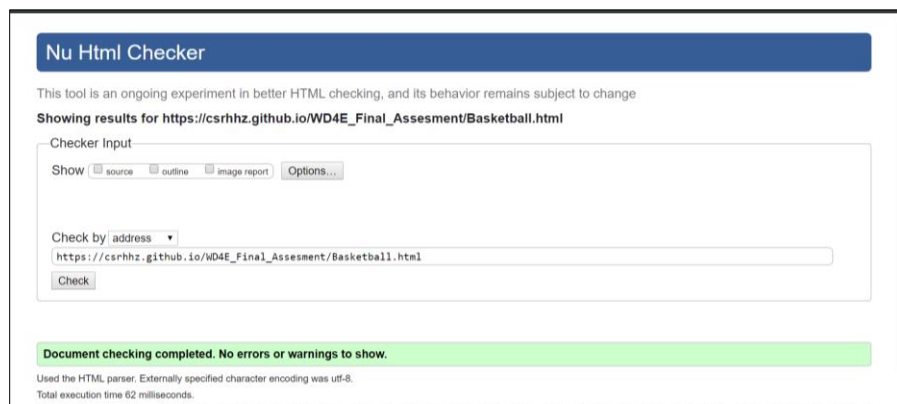 Nu Html Checker
This tool is an ongoing experiment in better HTML checking, and its behavior remains subject to change
Showing results for https://csrhhz.github.io/WD4E_Final_Assesment/Basketball.html
Checker Input
Show source outline image report Options...
Check by address
https://csrhhz.github.io/WD4E_Final_Assesment/Basketball.html
Check
Document checking completed. No errors or warnings to show.
Used the HTML parser. Externally specified character encoding was utf-8.
Total execution time 62 milliseconds.